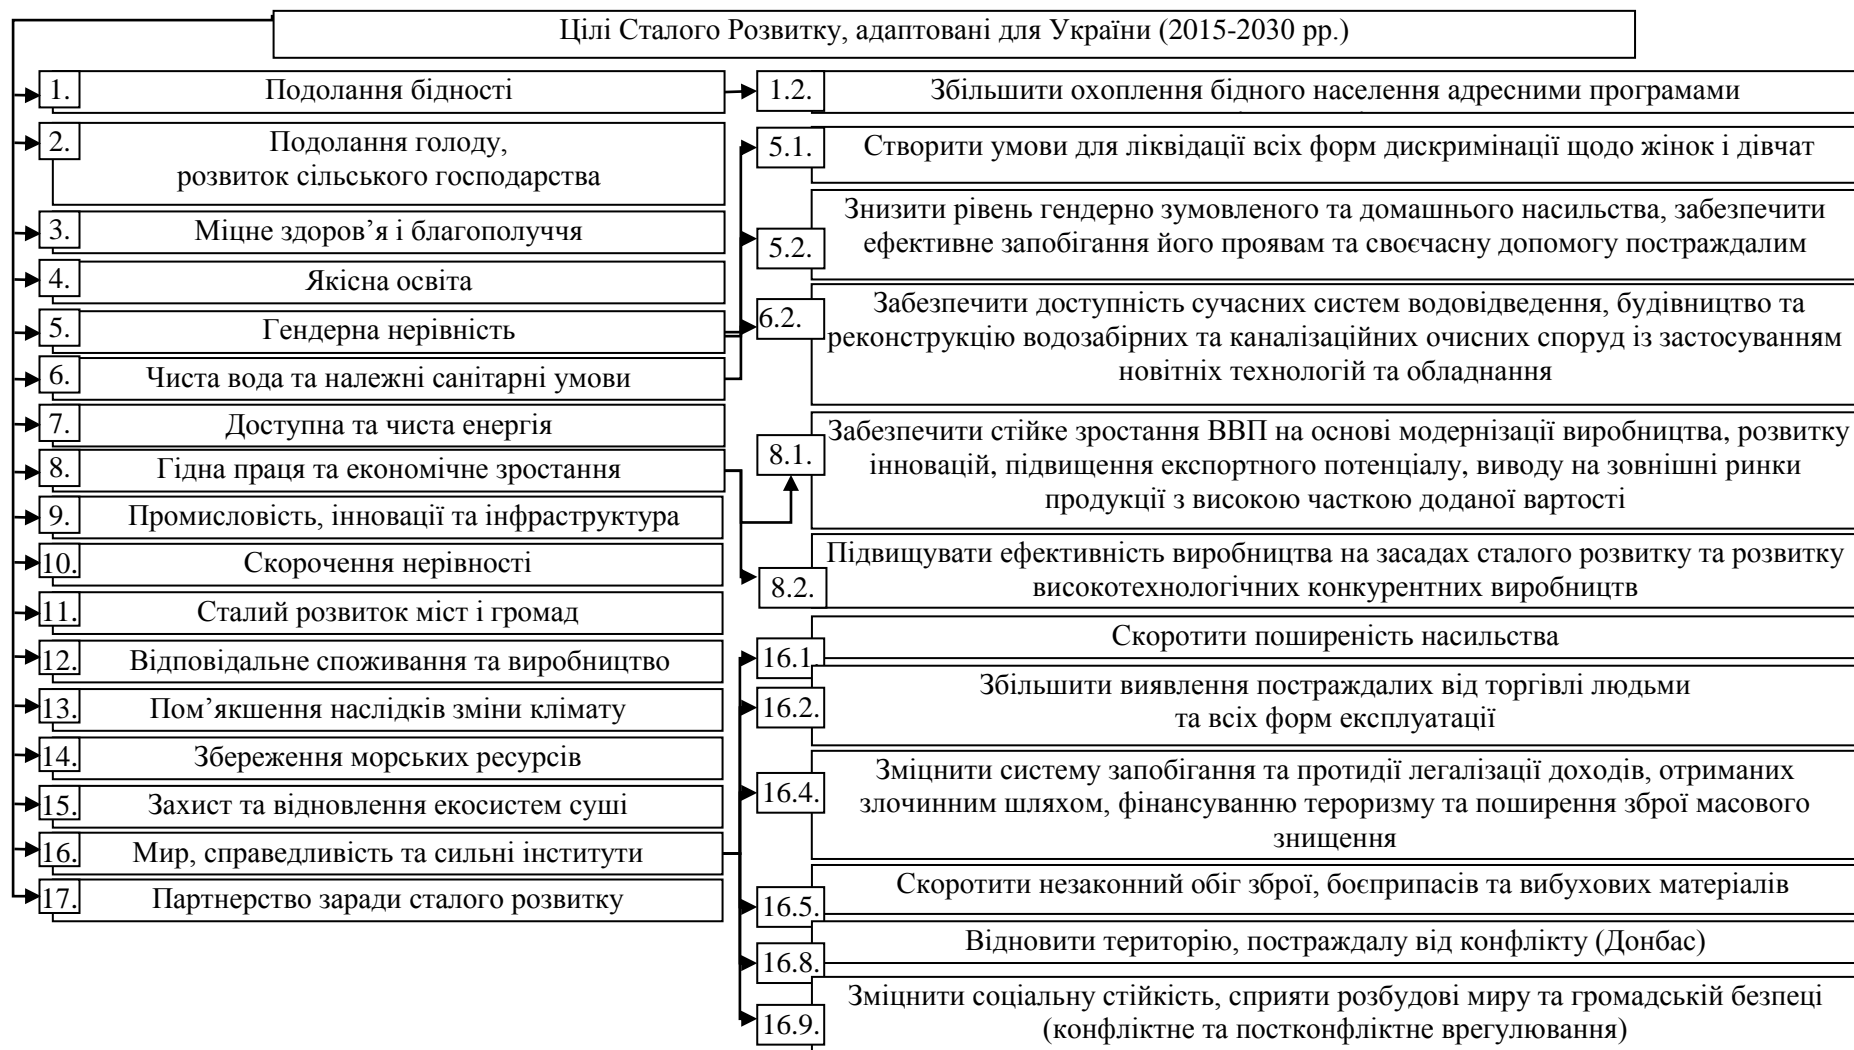 Цілі Сталого Розвитку, адаптовані для України (2015-2030 рр.)
1. Подолання бідності
2. Подолання голоду,
розвиток сільського господарства
3. Міцне здоров’я і благополуччя
4. Якісна освіта
5. Гендерна нерівність
6. Чиста вода та належні санітарні умови
7. Доступна та чиста енергія
8. Гідна праця та економічне зростання
9. Промисловість, інновації та інфраструктура
10. Скорочення нерівності
11. Сталий розвиток міст і громад
12. Відповідальне споживання та виробництво
13. Пом’якшення наслідків зміни клімату
14. Збереження морських ресурсів
15. Захист та відновлення екосистем суші
16. Мир, справедливість та сильні інститути
17. Партнерство заради сталого розвитку
1.2. Збільшити охоплення бідного населення адресними програмами
5.1. Створити умови для ліквідації всіх форм дискримінації щодо жінок і дівчат
5.2. Знизити рівень гендерно зумовленого та домашнього насильства, забезпечити
ефективне запобігання його проявам та своєчасну допомогу постраждалим
6.2. Забезпечити доступність сучасних систем водовідведення, будівництво та
реконструкцію водозабірних та каналізаційних очисних споруд із застосуванням
новітніх технологій та обладнання
8.1. Забезпечити стійке зростання ВВП на основі модернізації виробництва, розвитку
інновацій, підвищення експортного потенціалу, виводу на зовнішні ринки
продукції з високою часткою доданої вартості
8.2. Підвищувати ефективність виробництва на засадах сталого розвитку та розвитку
високотехнологічних конкурентних виробництв
16.1. Скоротити поширеність насильства
16.2. Збільшити виявлення постраждалих від торгівлі людьми
та всіх форм експлуатації
16.4. Зміцнити систему запобігання та протидії легалізації доходів, отриманих
злочинним шляхом, фінансуванню тероризму та поширення зброї масового
знищення
16.5. Скоротити незаконний обіг зброї, боєприпасів та вибухових матеріалів
16.8. Відновити територію, постраждалу від конфлікту (Донбас)
16.9. Зміцнити соціальну стійкість, сприяти розбудові миру та громадській безпеці
(конфліктне та постконфліктне врегулювання)